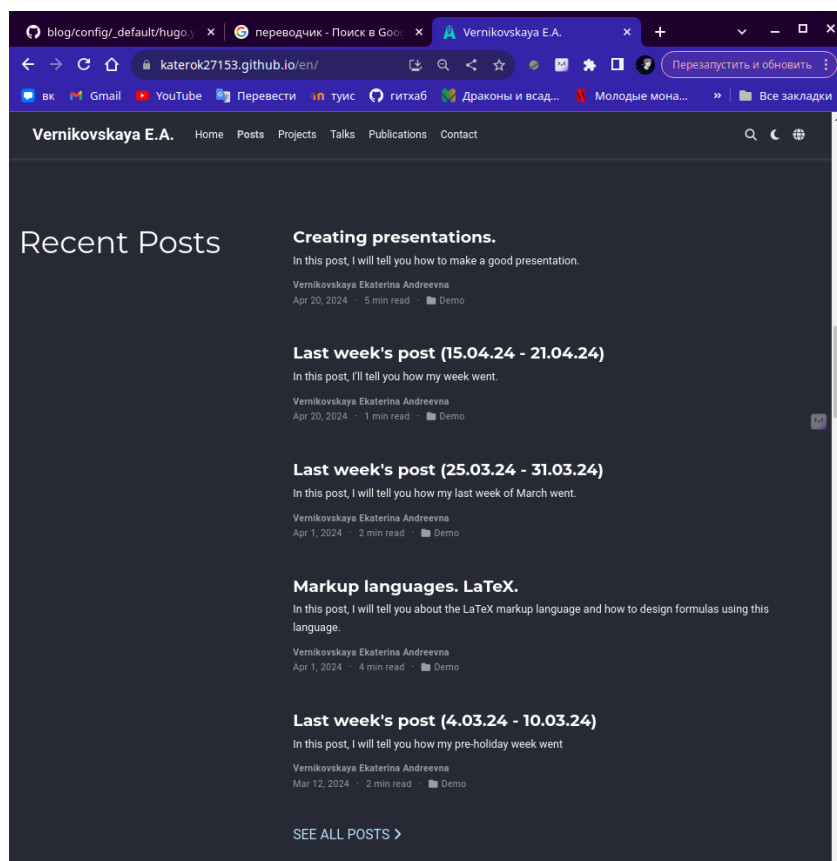 blog/config/_default/hugo.y
переводчик - Поиск в Goog
Vernikovskaya E.A.
katerok27153.github.io/en/
Перезапустить и обновить
вк Gmail YouTube Перевести туис гитхаб Драконы и всад... Молодые мона... » Все закладки
Vernikovskaya E.A. Home Posts Projects Talks Publications Contact
Recent Posts
Creating presentations.
In this post, I will tell you how to make a good presentation.
Vernikovskaya Ekaterina Andreevna
Apr 20, 2024 · 5 min read · Demo
Last week's post (15.04.24 - 21.04.24)
In this post, I'll tell you how my week went.
Vernikovskaya Ekaterina Andreevna
Apr 20, 2024 · 1 min read · Demo
Last week's post (25.03.24 - 31.03.24)
In this post, I will tell you how my last week of March went.
Vernikovskaya Ekaterina Andreevna
Apr 1, 2024 · 2 min read · Demo
Markup languages. LaTeX.
In this post, I will tell you about the LaTeX markup language and how to design formulas using this
language.
Vernikovskaya Ekaterina Andreevna
Apr 1, 2024 · 4 min read · Demo
Last week's post (4.03.24 - 10.03.24)
In this post, I will tell you how my pre-holiday week went
Vernikovskaya Ekaterina Andreevna
Mar 12, 2024 · 2 min read · Demo
SEE ALL POSTS